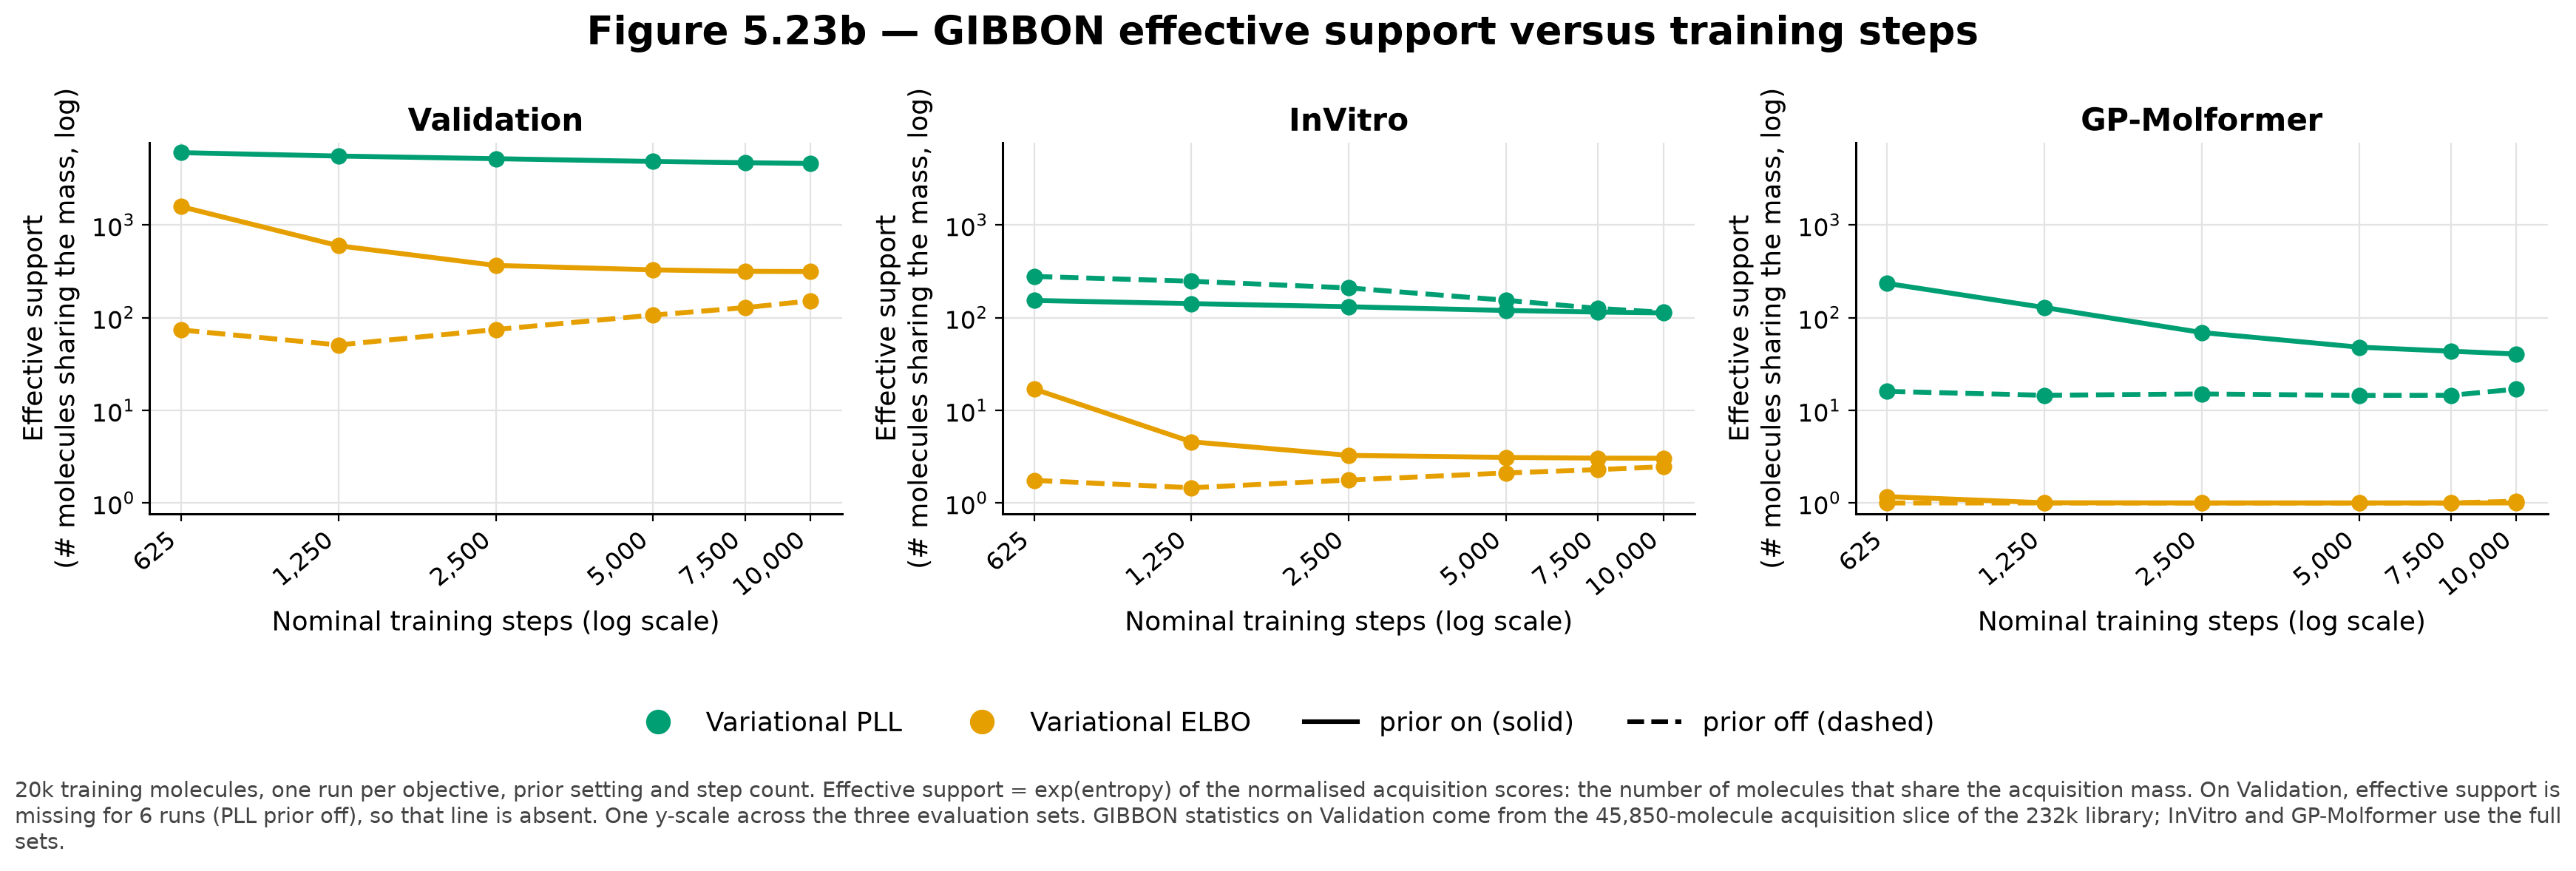 Figure 5.23b — GIBBON effective support versus training steps
Validation
Effective support
(# molecules sharing the mass, log)
10³
10²
10¹
10⁰
625
1,250
2,500
5,000
7,500
10,000
Nominal training steps (log scale)
InVitro
Effective support
(# molecules sharing the mass, log)
10³
10²
10¹
10⁰
625
1,250
2,500
5,000
7,500
10,000
Nominal training steps (log scale)
GP-Molformer
Effective support
(# molecules sharing the mass, log)
10³
10²
10¹
10⁰
625
1,250
2,500
5,000
7,500
10,000
Nominal training steps (log scale)
Variational PLL
Variational ELBO
prior on (solid)
prior off (dashed)
20k training molecules, one run per objective, prior setting and step count. Effective support = exp(entropy) of the normalised acquisition scores: the number of molecules that share the acquisition mass. On Validation, effective support is
missing for 6 runs (PLL prior off), so that line is absent. One y-scale across the three evaluation sets. GIBBON statistics on Validation come from the 45,850-molecule acquisition slice of the 232k library; InVitro and GP-Molformer use the full
sets.